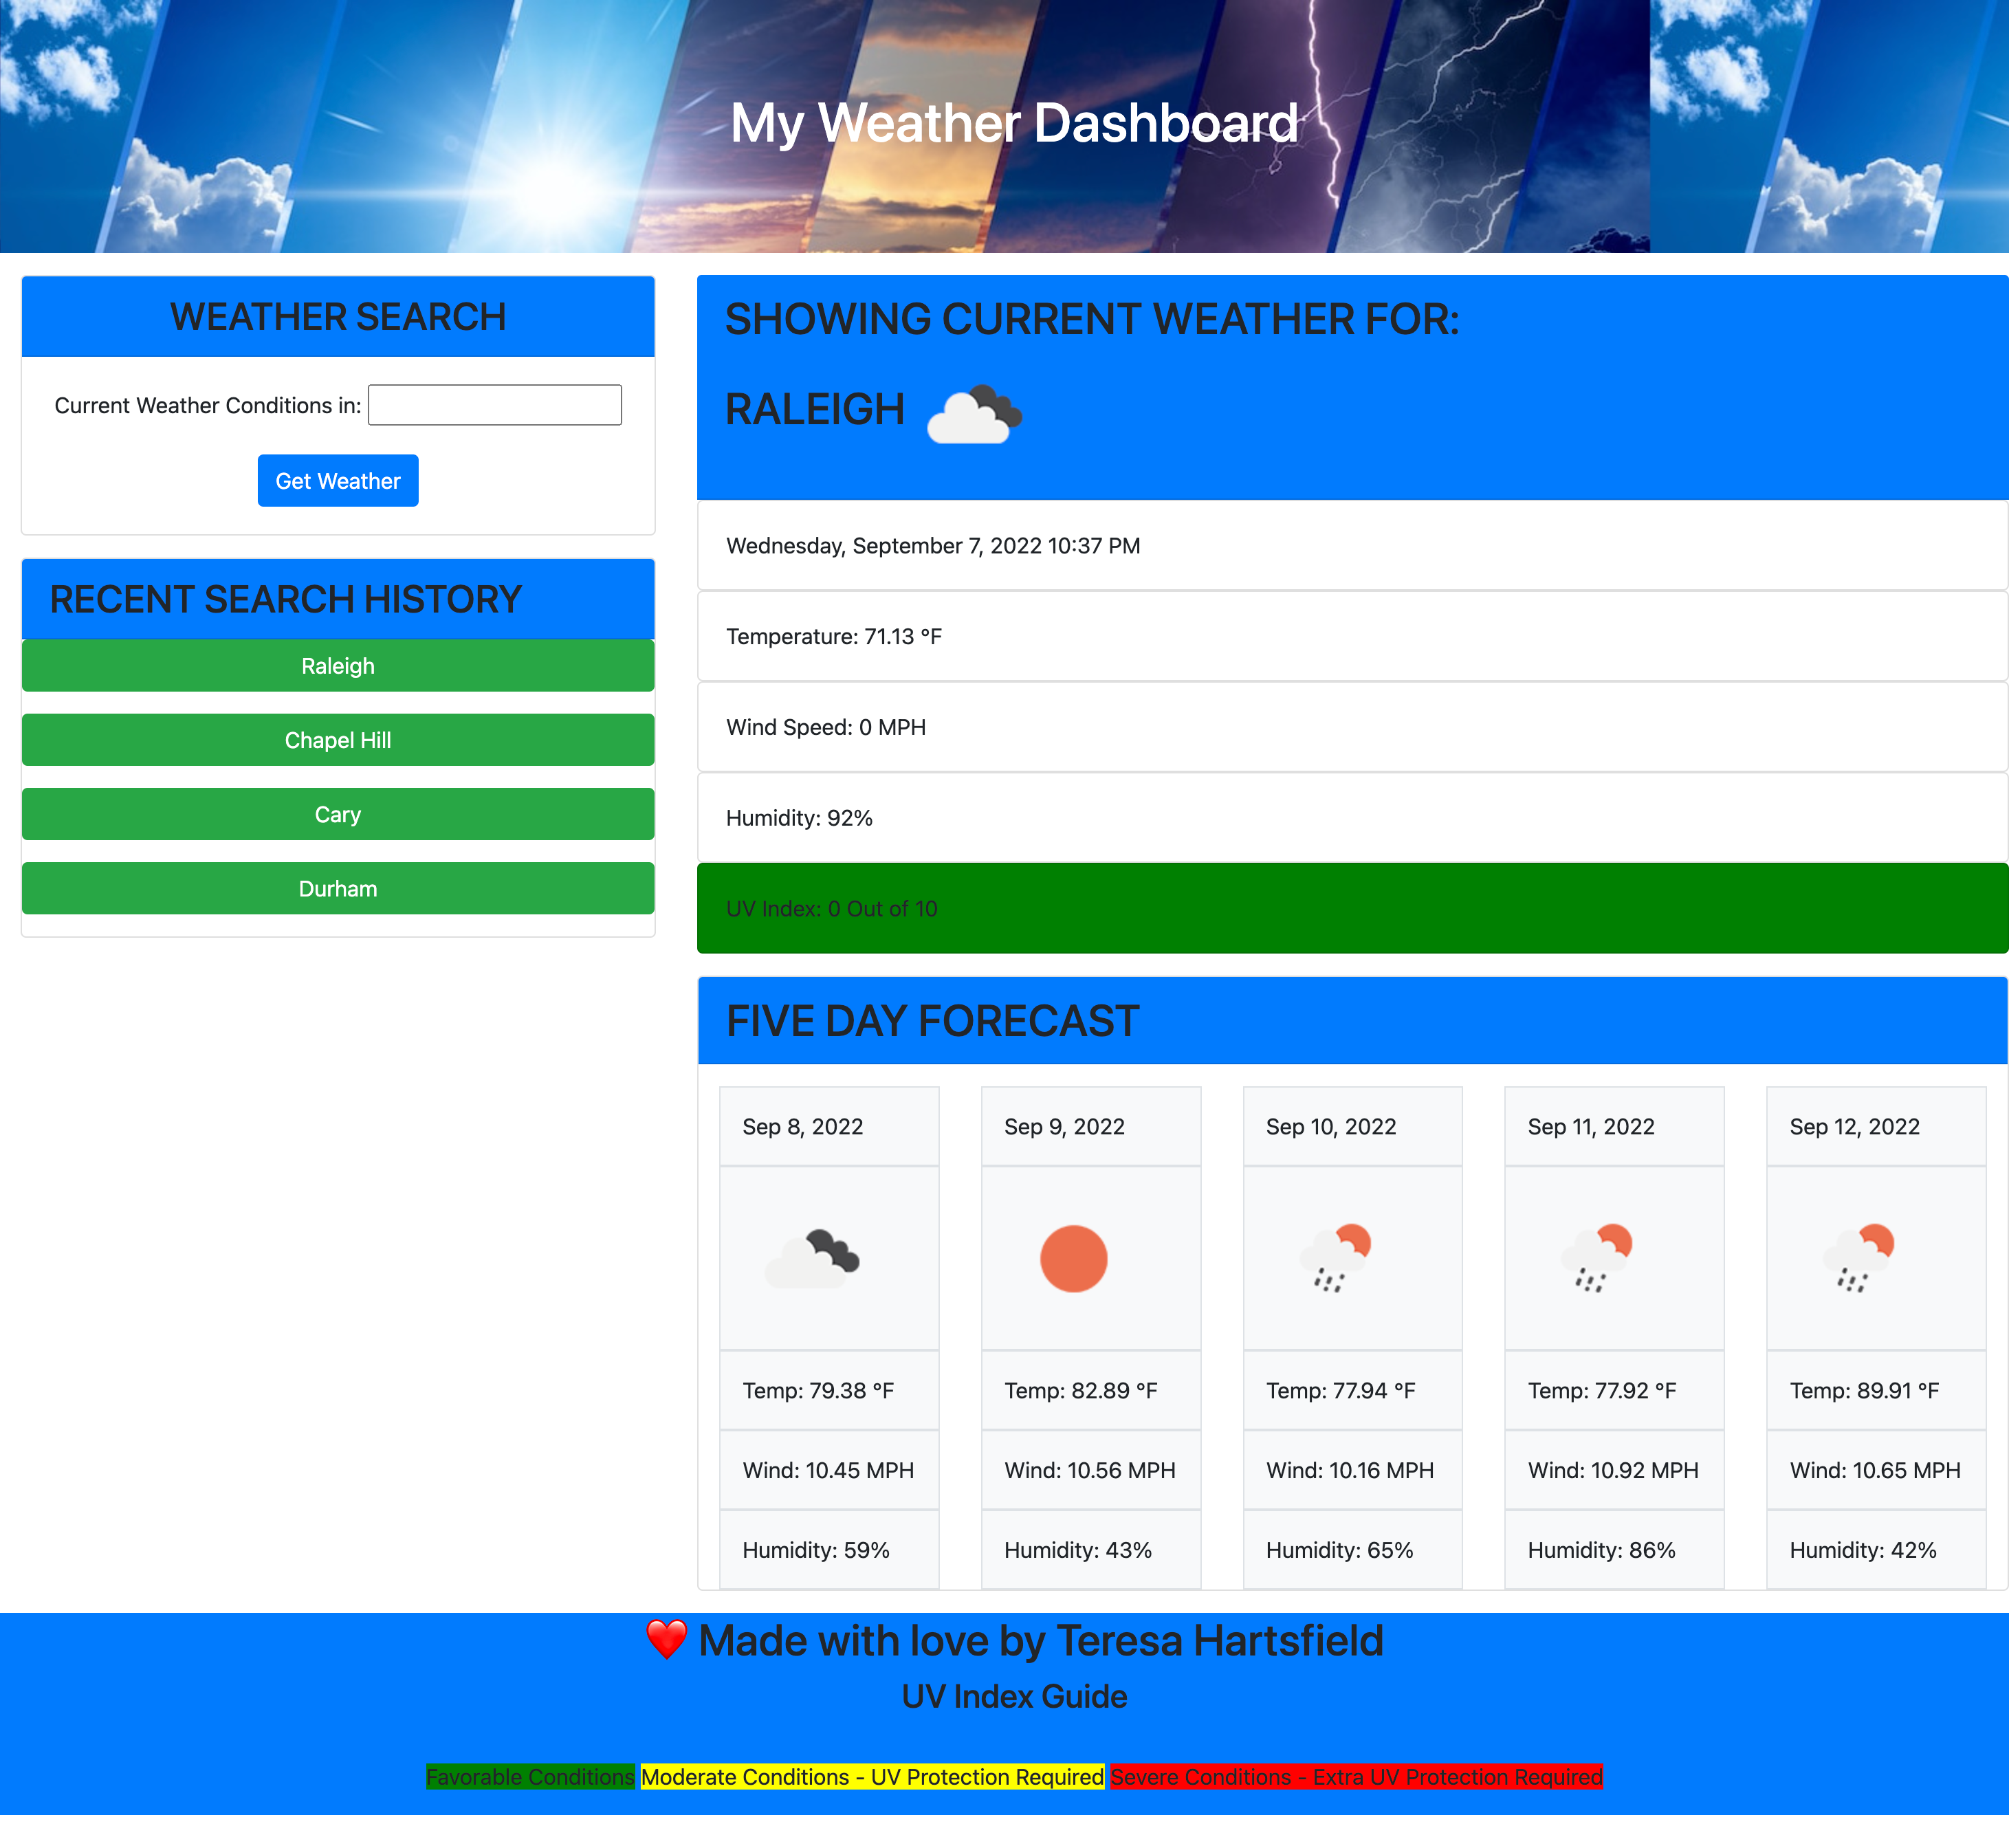 My Weather Dashboard
WEATHER SEARCH
Current Weather Conditions in:
Get Weather
RECENT SEARCH HISTORY
Raleigh
Chapel Hill
Cary
Durham
SHOWING CURRENT WEATHER FOR:
RALEIGH
Wednesday, September 7, 2022 10:37 PM
Temperature: 71.13 °F
Wind Speed: 0 MPH
Humidity: 92%
UV Index: 0 Out of 10
FIVE DAY FORECAST
Sep 8, 2022
Temp: 79.38 °F
Wind: 10.45 MPH
Humidity: 59%
Sep 9, 2022
Temp: 82.89 °F
Wind: 10.56 MPH
Humidity: 43%
Sep 10, 2022
Temp: 77.94 °F
Wind: 10.16 MPH
Humidity: 65%
Sep 11, 2022
Temp: 77.92 °F
Wind: 10.92 MPH
Humidity: 86%
Sep 12, 2022
Temp: 89.91 °F
Wind: 10.65 MPH
Humidity: 42%
❤️ Made with love by Teresa Hartsfield
UV Index Guide
Favorable Conditions Moderate Conditions - UV Protection Required Severe Conditions - Extra UV Protection Required